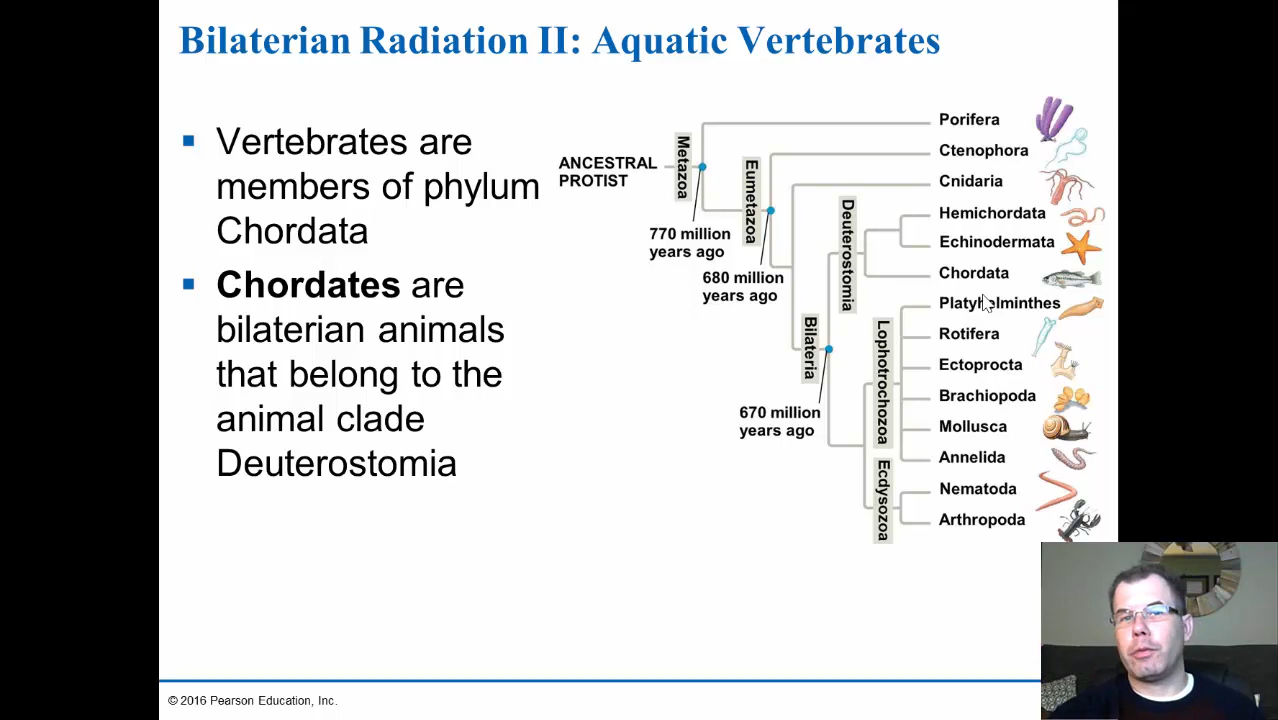 Bilaterian Radiation II: Aquatic Vertebrates
Vertebrates are
members of phylum
Chordata
Chordates are
bilaterian animals
that belong to the
animal clade
Deuterostomia
ANCESTRAL
PROTIST
Metazoa
770 million
years ago
Eumetazoa
680 million
years ago
Bilateria
670 million
years ago
Deuterostomia
Lophotrochozoa
Ecdysozoa
Porifera
Ctenophora
Cnidaria
Hemichordata
Echinodermata
Chordata
Platyhelminthes
Rotifera
Ectoprocta
Brachiopoda
Mollusca
Annelida
Nematoda
Arthropoda
© 2016 Pearson Education, Inc.